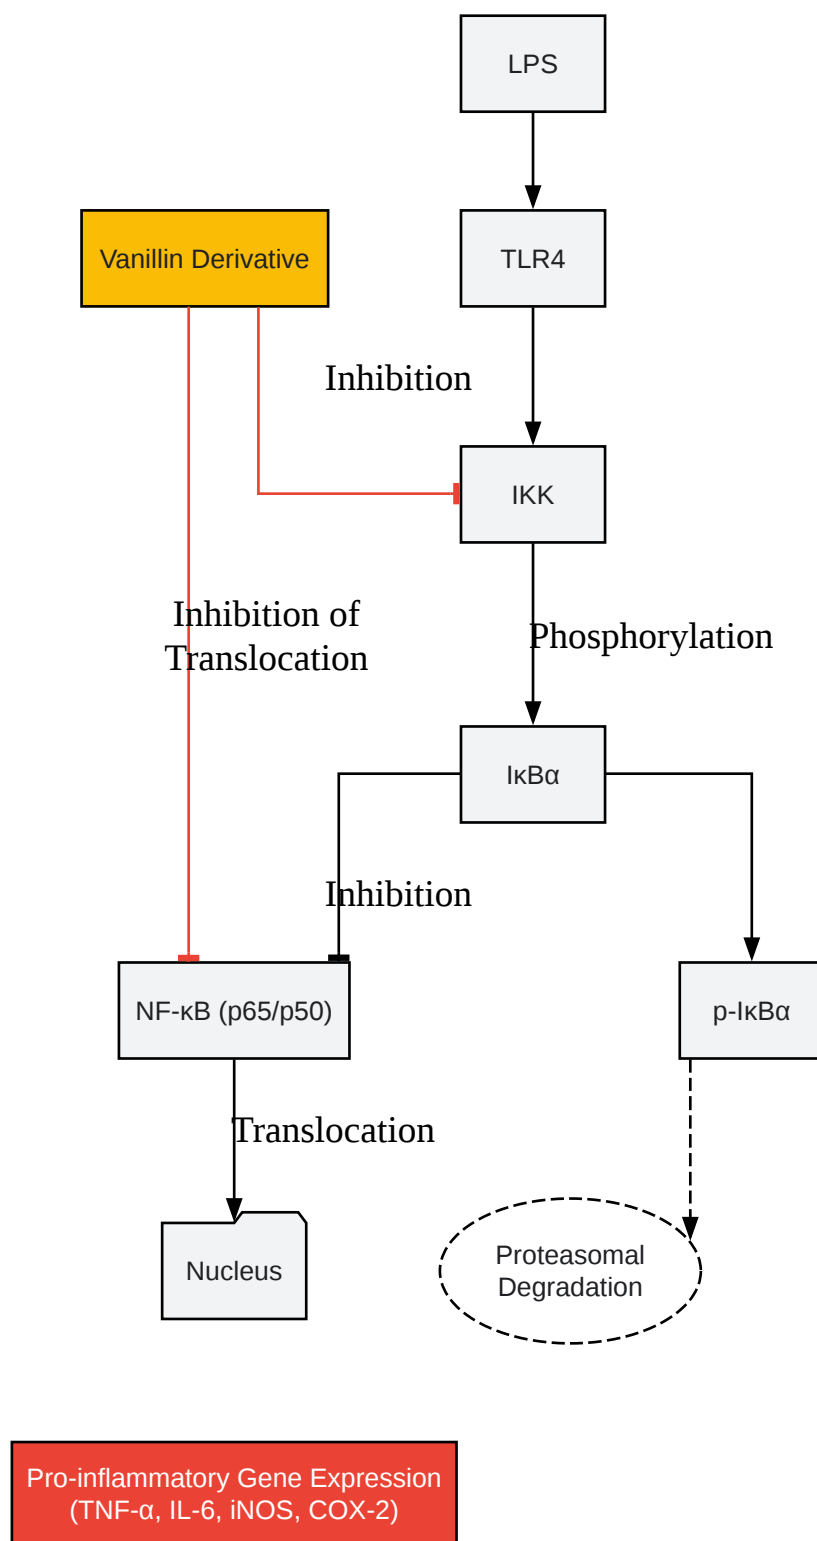 LPS
Vanillin Derivative
TLR4
Inhibition
IKK
Inhibition of
Translocation
Phosphorylation
IκBα
Inhibition
NF-κB (p65/p50)
p-IκBα
Translocation
Nucleus
Proteasomal
Degradation
Pro-inflammatory Gene Expression
(TNF-α, IL-6, iNOS, COX-2)